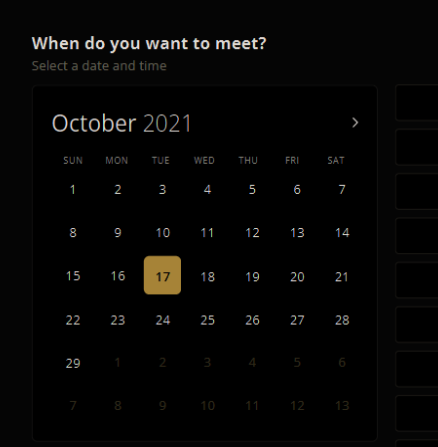 When do you want to meet?
Select a date and time
October 2021
SUN MON TUE WED THU FRI SAT
1 2 3 4 5 6 7
8 9 10 11 12 13 14
15 16 17 18 19 20 21
22 23 24 25 26 27 28
29 1 2 3 4 5 6
7 8 9 10 11 12 13